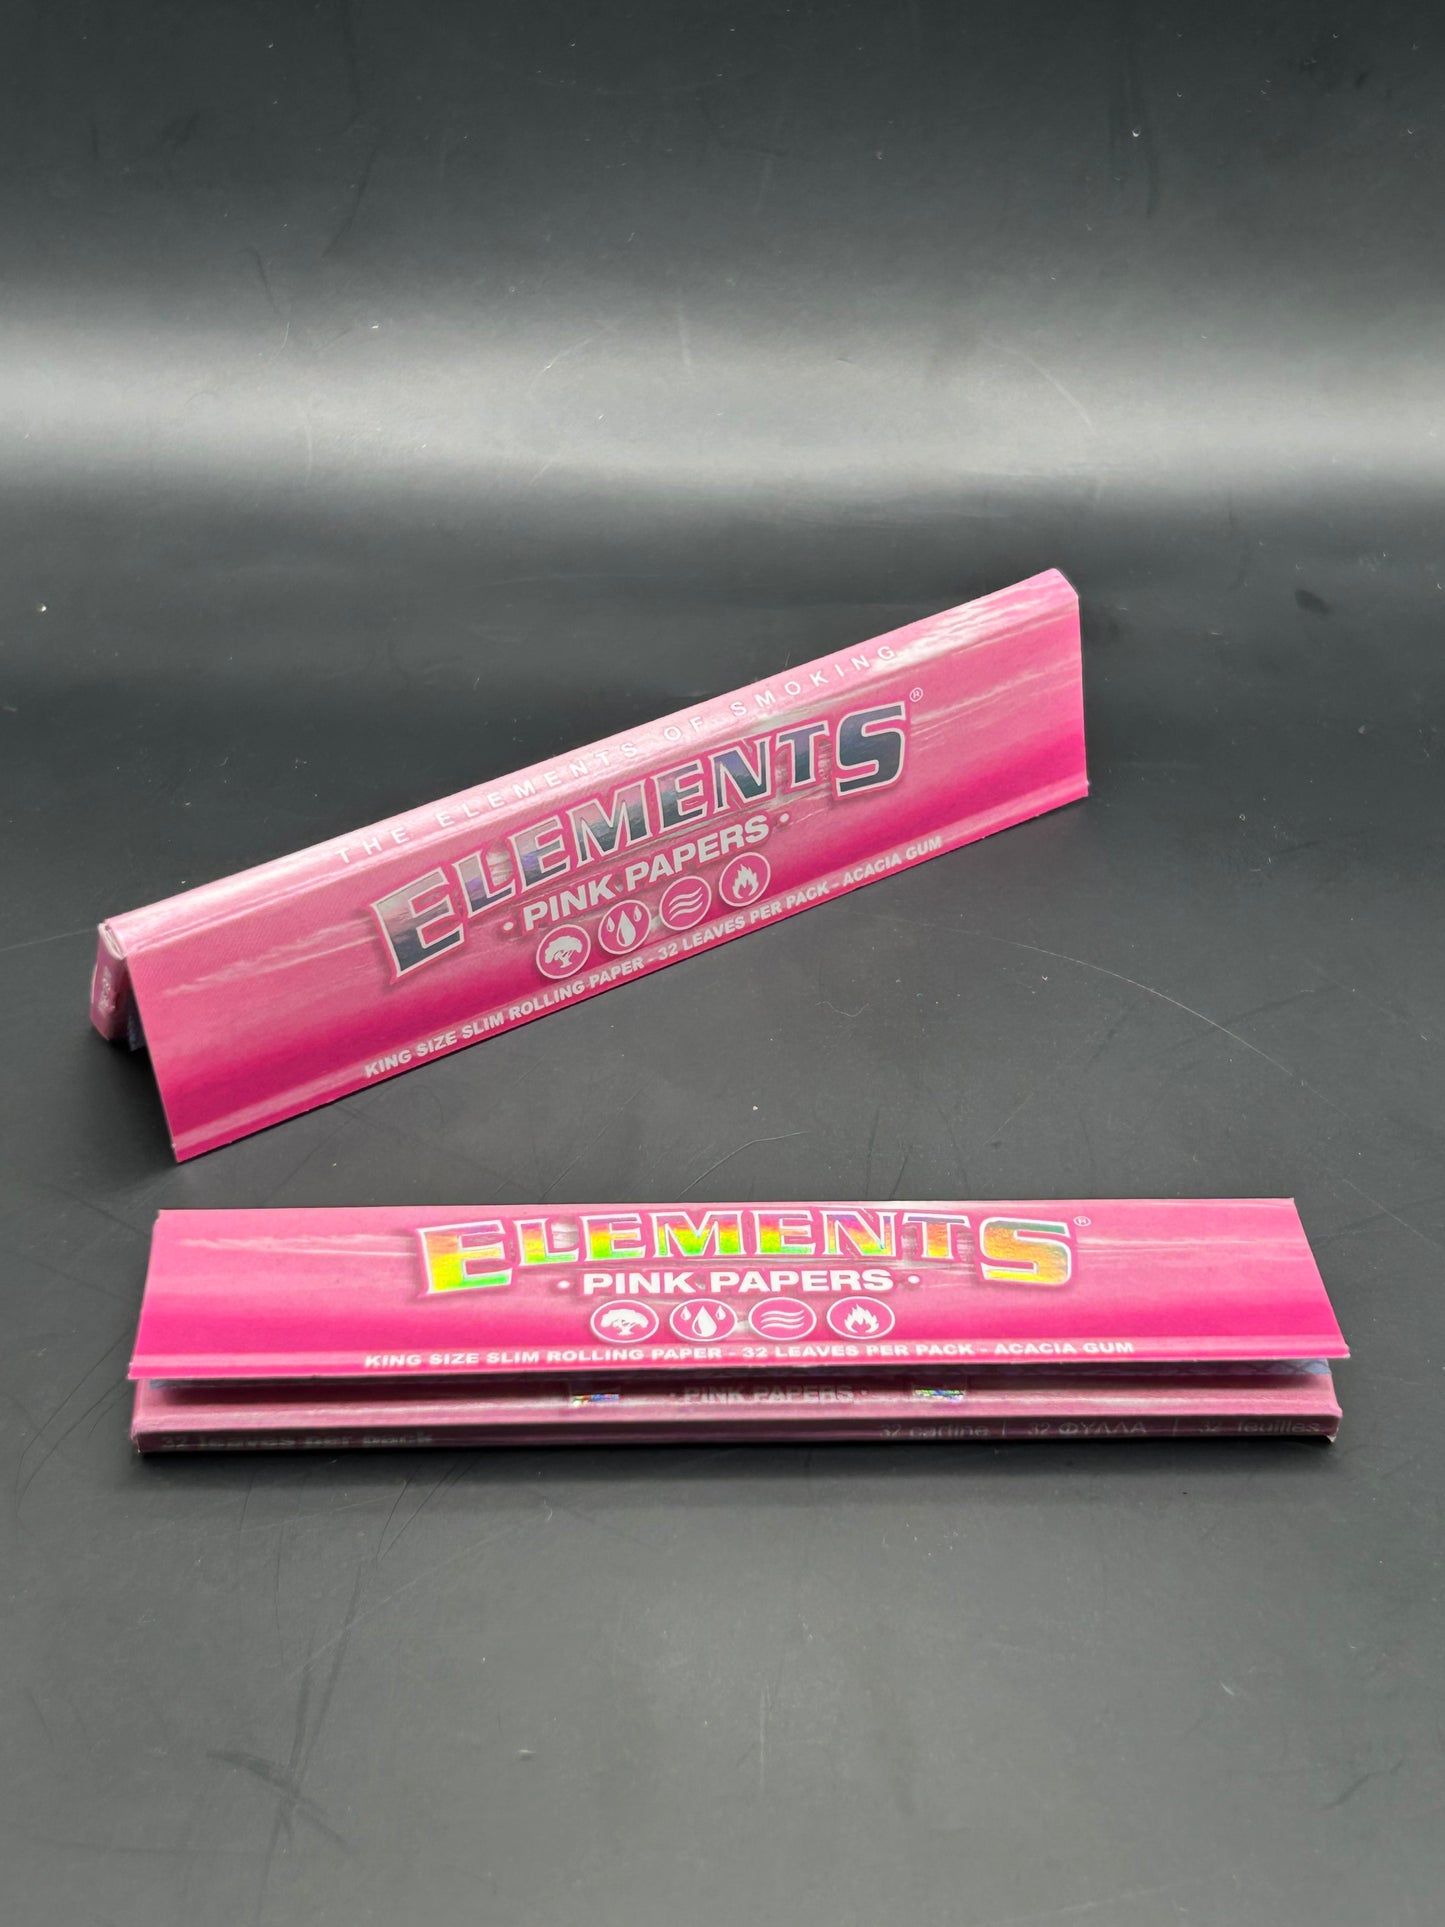 THE ELEMENTS OF SMOKING
ELEMENTS®
· PINK PAPERS ·
KING SIZE SLIM ROLLING PAPER - 32 LEAVES PER PACK - ACACIA GUM
ELEMENTS®
· PINK PAPERS ·
KING SIZE SLIM ROLLING PAPER - 32 LEAVES PER PACK - ACACIA GUM
· PINK PAPERS ·
32 leaves per pack 32 cartine | 32 ΦΥΛΛΑ | 32 feuilles